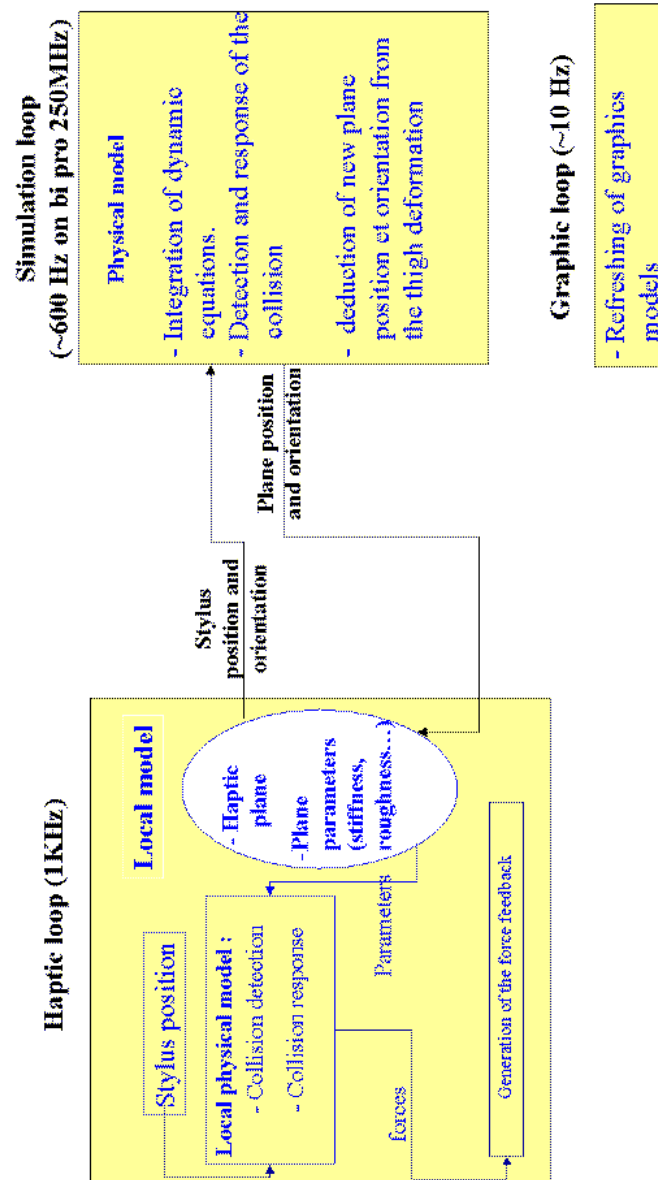 Haptic loop (1KHz)
Local model
Stylus position
Local physical model :
- Collision detection
- Collision response
- Haptic
plane
-Plane
parameters
(stiffness,
roughness...)
Parameters
forces
Generation of the force feedback
Stylus
position and
orientation
Plane position
and orientation
Simulation loop
(~600 Hz on bi pro 250MHz)
Physical model
- Integration of dynamic
equations.
- Detection and response of the
collision
- deduction of new plane
position et orientation from
the thigh deformation
Graphic loop (~10 Hz)
- Refreshing of graphics
models